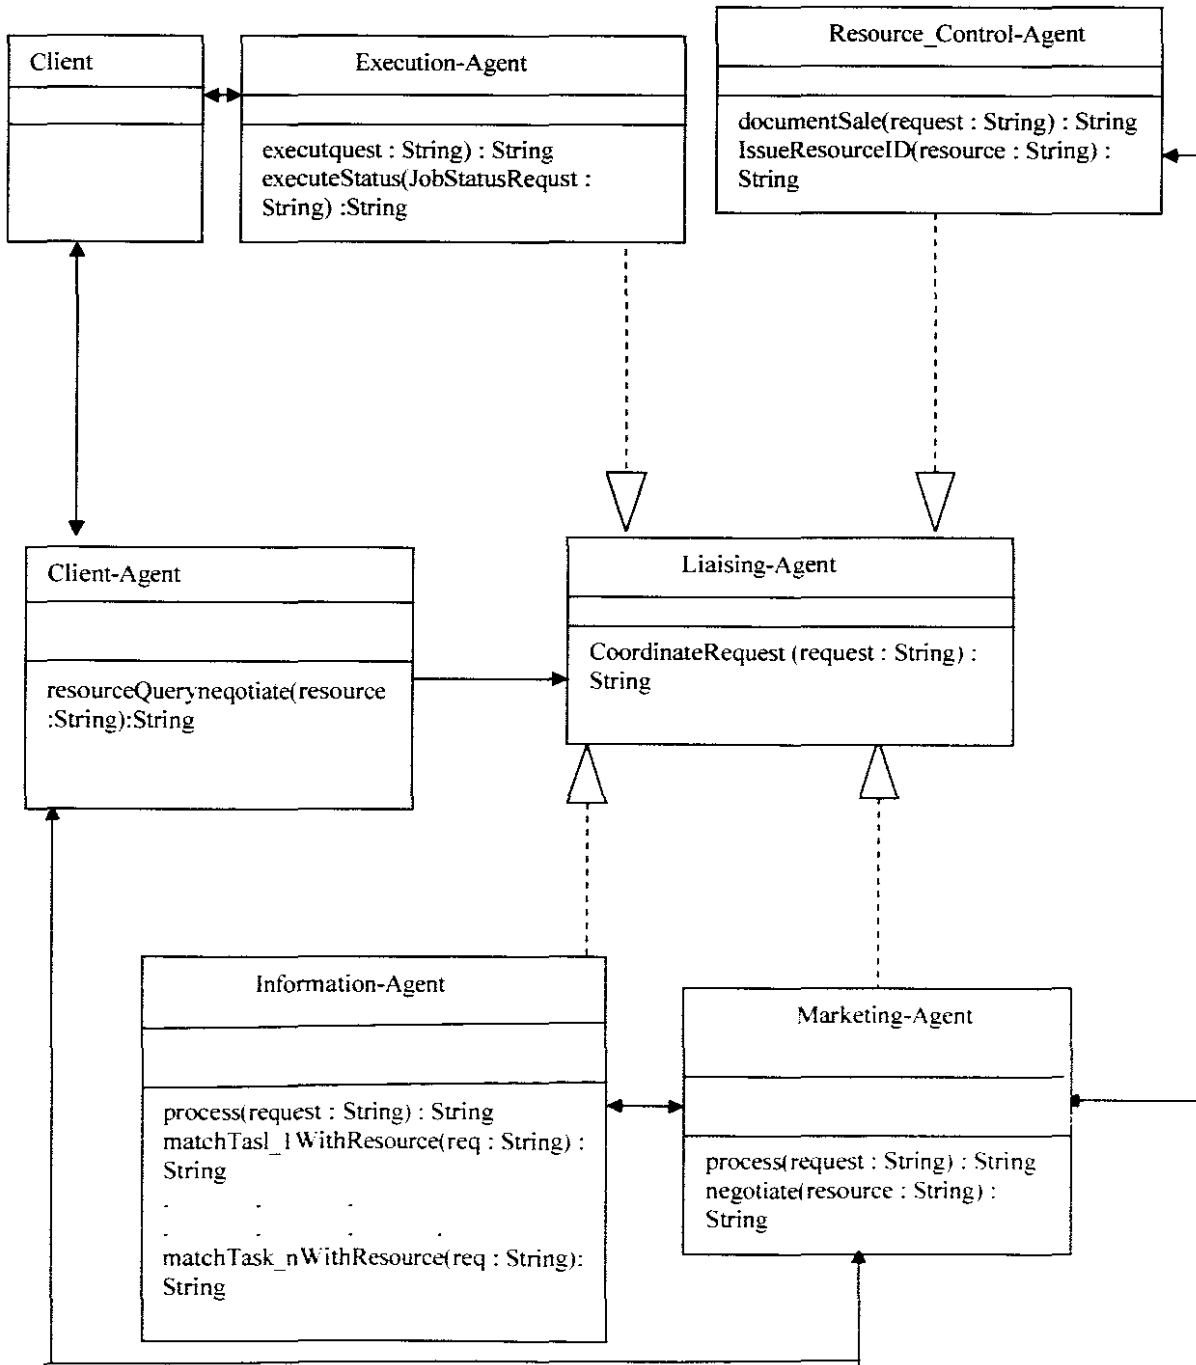 Client
Execution-Agent
executquest : String) : String
executeStatus(JobStatusRequst :
String) :String
Resource_Control-Agent
documentSale(request : String) : String
IssueResourceID(resource : String) :
String
Client-Agent
resourceQueryneqotiate(resource
:String):String
Liaising-Agent
CoordinateRequest (request : String) :
String
Information-Agent
process(request : String) : String
matchTasl_1WithResource(req : String) :
String
. . .
. . . .
matchTask_nWithResource(req : String):
String
Marketing-Agent
process(request : String) : String
negotiate(resource : String) :
String